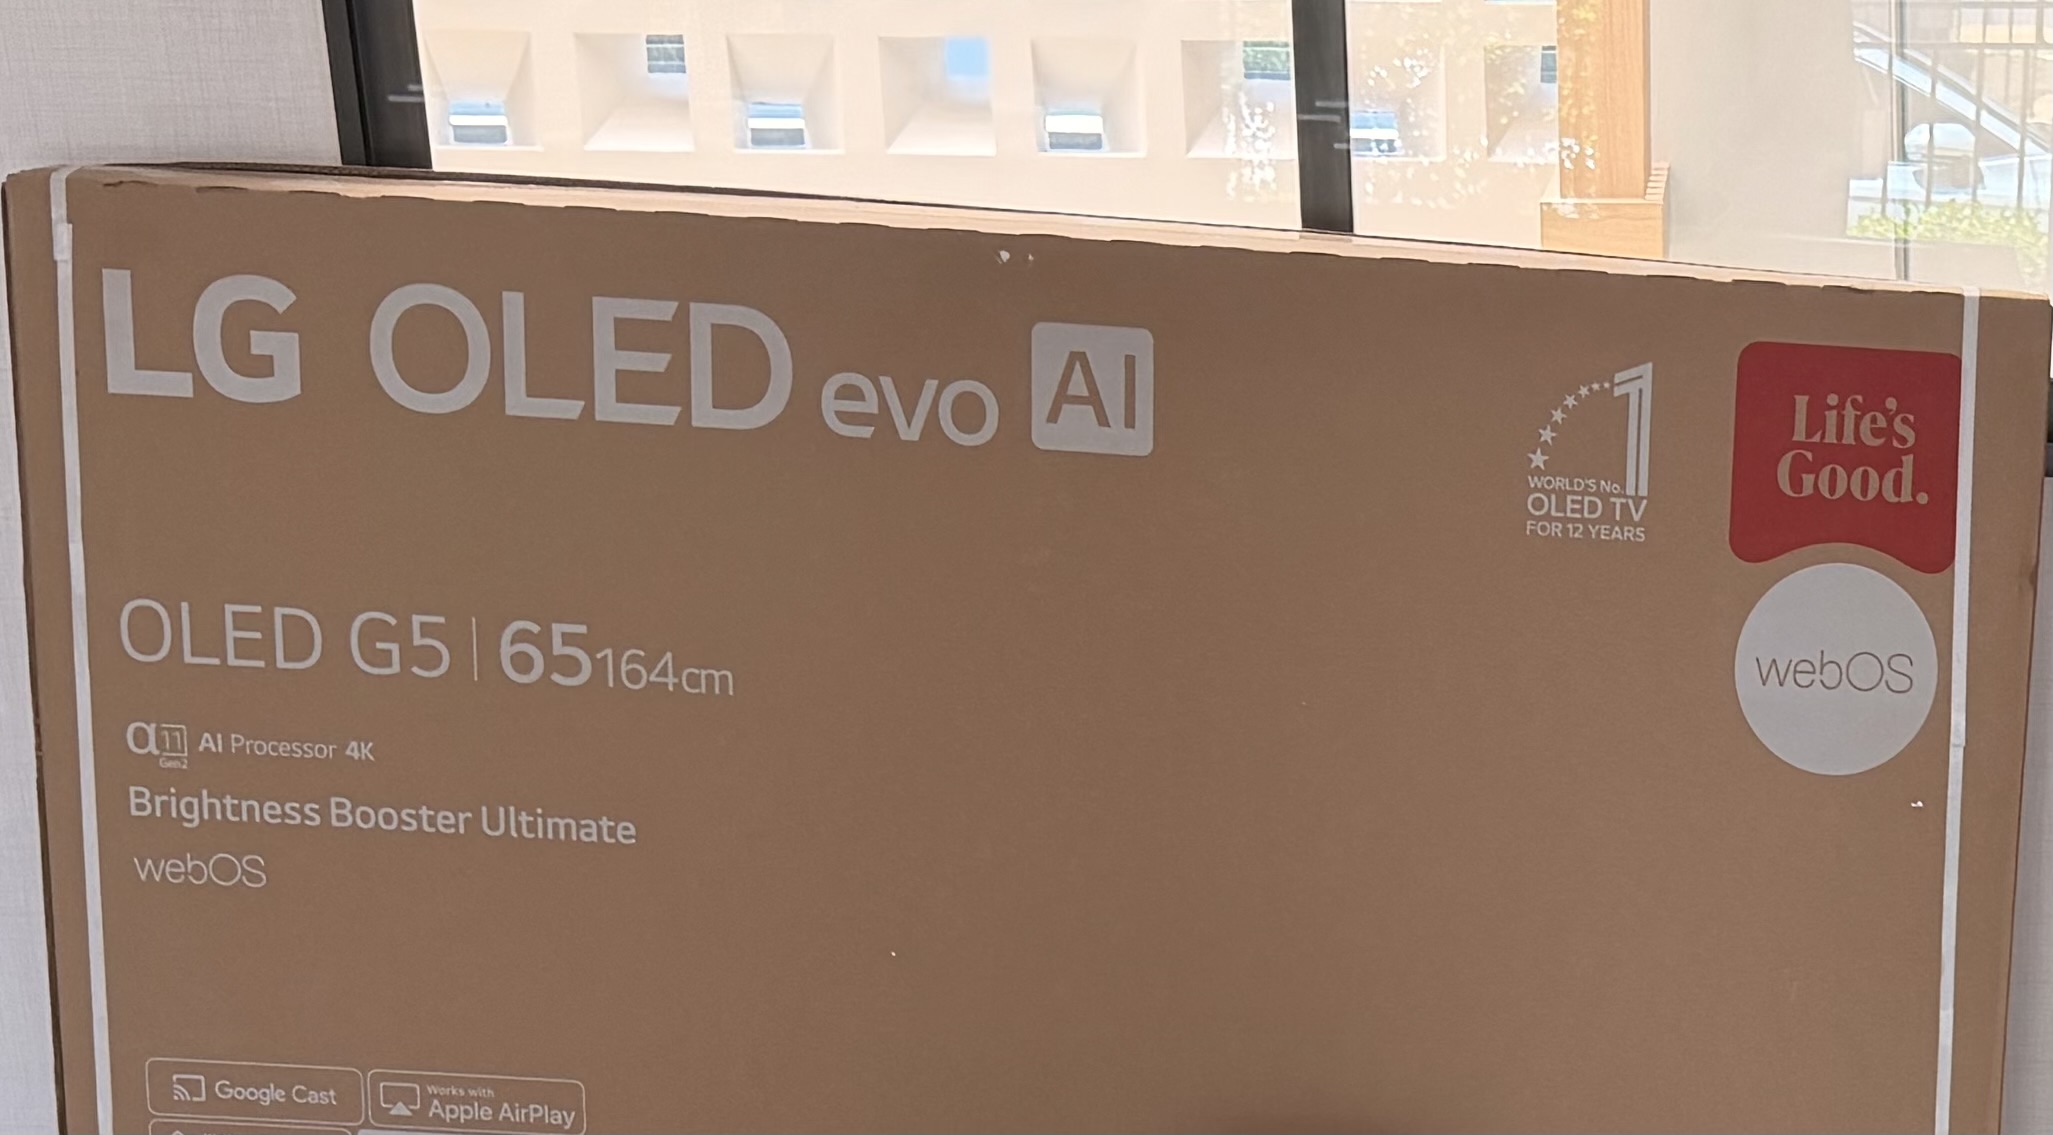 LG OLED evo AI
WORLD'S No. 1
OLED TV
FOR 12 YEARS
Life's
Good.
webOS
OLED G5 | 65 164cm
α11 AI Processor 4K
Gen2
Brightness Booster Ultimate
webOS
Google Cast
Works with
Apple AirPlay